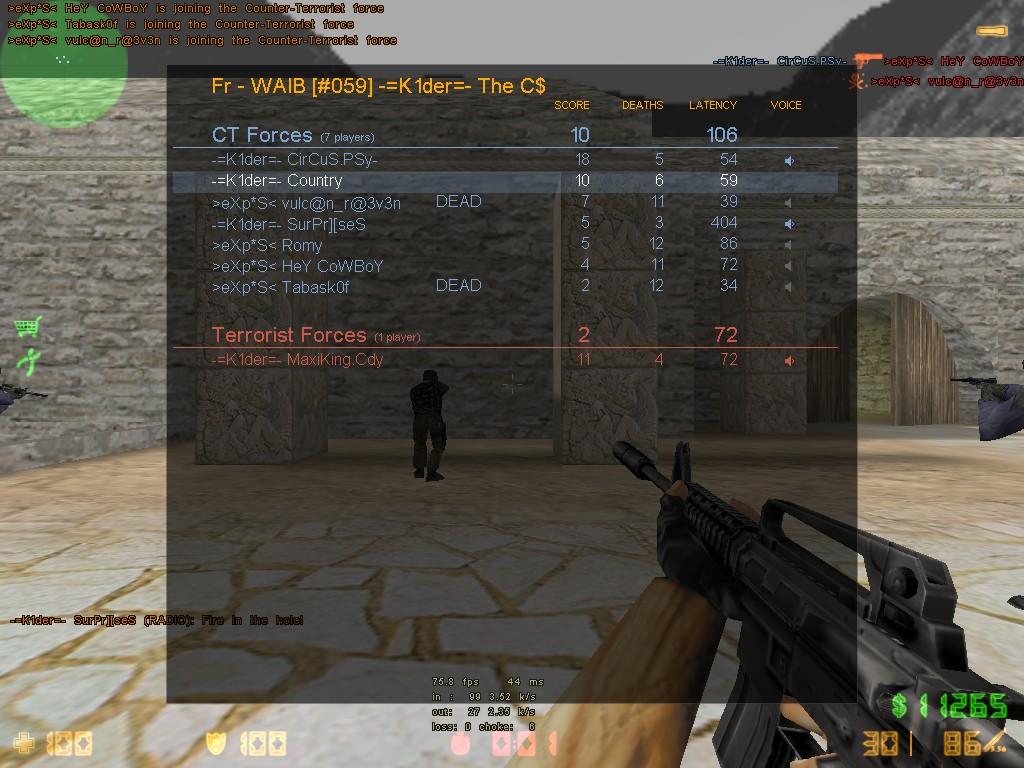 >eXp*S< HeY CoWBoY is joining the Counter-Terrorist force
>eXp*S< Tabask0f is joining the Counter-Terrorist force
>eXp*S< vulc@n_r@3v3n is joining the Counter-Terrorist force
-=K1der=- CirCuS.PSy- >eXp*S< HeY CoWBoY
>eXp*S< vulc@n_r@3v3n
Fr - WAIB [#059] -=K1der=- The C$
SCORE DEATHS LATENCY VOICE
CT Forces (7 players) 10 106
-=K1der=- CirCuS.PSy- 18 5 54
-=K1der=- Country 10 6 59
>eXp*S< vulc@n_r@3v3n DEAD 7 11 39
-=K1der=- SurPr][seS 5 3 404
>eXp*S< Romy 5 12 86
>eXp*S< HeY CoWBoY 4 11 72
>eXp*S< Tabask0f DEAD 2 12 34
Terrorist Forces (1 player) 2 72
-=K1der=- MaxiKing.Cdy 11 4 72
-=K1der=- SurPr][seS (RADIO): Fire in the hole!
75.8 fps 44 ms
in : 99 3.52 k/s
out: 27 2.35 k/s
loss: 0 choke: 6
$ 11265
100 100 30 | 86